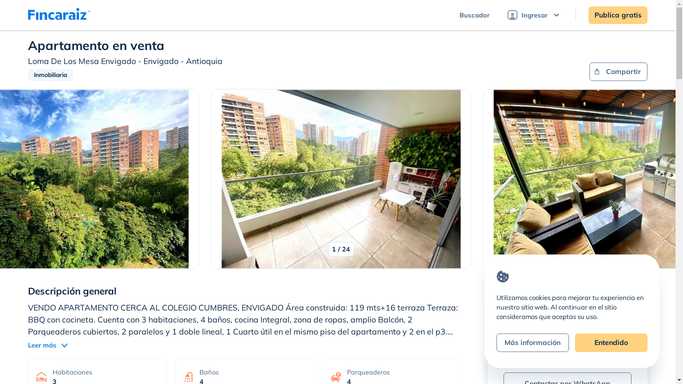 Fincaraiz
Buscador
Ingresar
Publica gratis
Apartamento en venta
Loma De Los Mesa Envigado - Envigado - Antioquia
Inmobiliaria
Compartir
1 / 24
Descripción general
VENDO APARTAMENTO CERCA AL COLEGIO CUMBRES, ENVIGADO Área construida: 119 mts+16 terraza Terraza:
BBQ con cocineta. Cuenta con 3 habitaciones, 4 baños, cocina Integral, zona de ropas, amplio Balcón, 2
Parqueaderos cubiertos, 2 paralelos y 1 doble lineal, 1 Cuarto útil en el mismo piso del apartamento y 2 en el p3....
Leer más
Habitaciones
3
Baños
4
Parqueaderos
4
Utilizamos cookies para mejorar tu experiencia en
nuestro sitio web. Al continuar en el sitio
consideramos que aceptas su uso.
Más información
Entendido
Contactar por WhatsApp